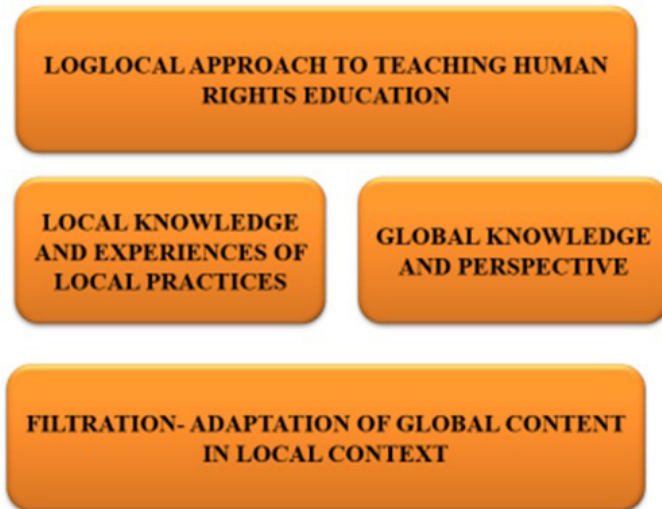 LOGLOCAL APPROACH TO TEACHING HUMAN
RIGHTS EDUCATION
LOCAL KNOWLEDGE
AND EXPERIENCES OF
LOCAL PRACTICES
GLOBAL KNOWLEDGE
AND PERSPECTIVE
FILTRATION- ADAPTATION OF GLOBAL CONTENT
IN LOCAL CONTEXT